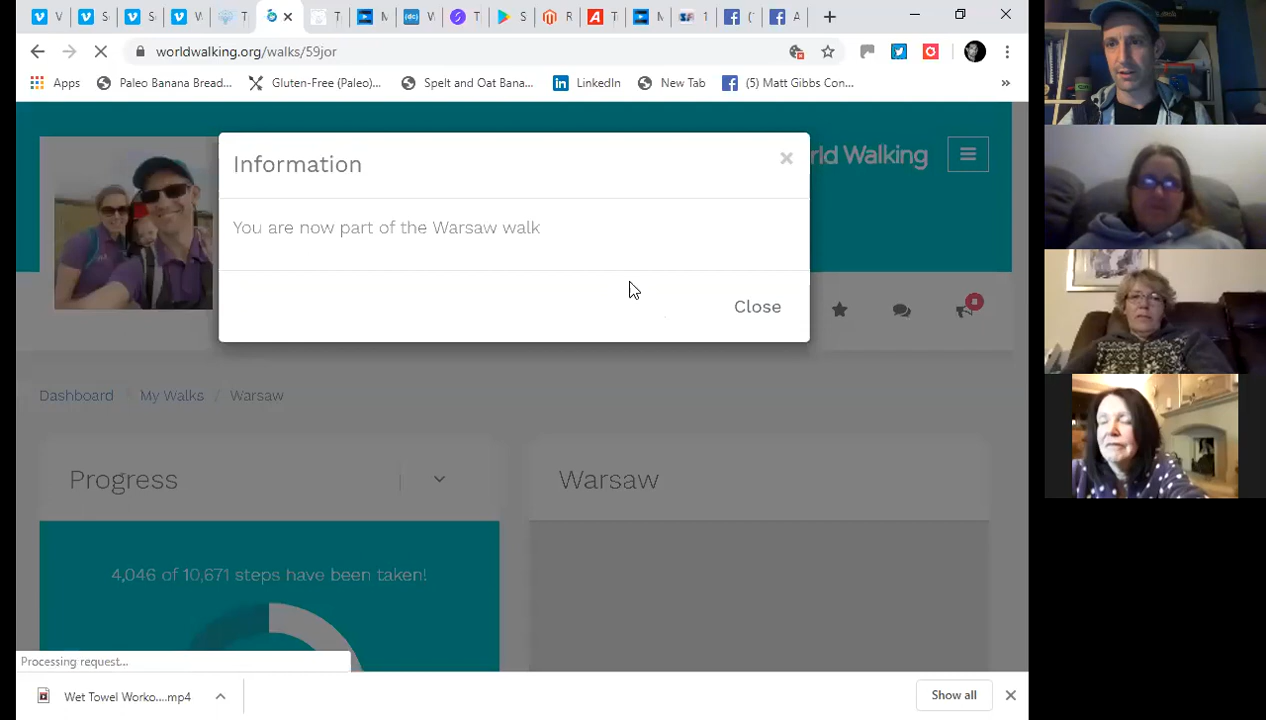 V
S
S
W
T
T
M
V
T
S
R
T
M
1
(
A
worldwalking.org/walks/59jor
Apps
Paleo Banana Bread...
Gluten-Free (Paleo)...
Spelt and Oat Bana...
LinkedIn
New Tab
(5) Matt Gibbs Con...
»
Information
rld Walking
You are now part of the Warsaw walk
Close
Dashboard / My Walks / Warsaw
Progress
Warsaw
4,046 of 10,671 steps have been taken!
Processing request...
Wet Towel Worko....mp4
Show all